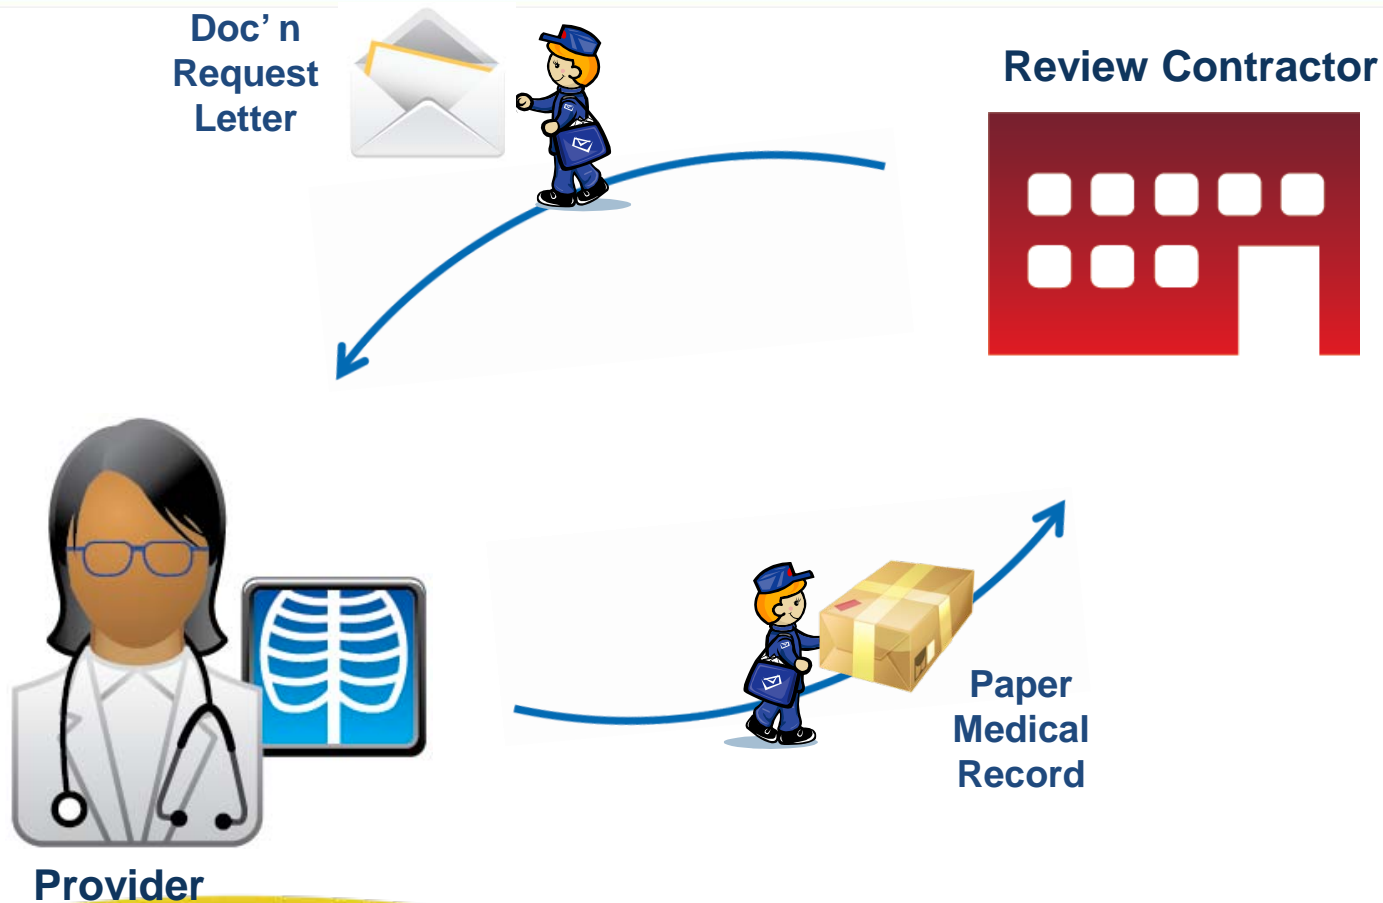 Doc’ n
Request
Letter
Review Contractor
Paper
Medical
Record
Provider